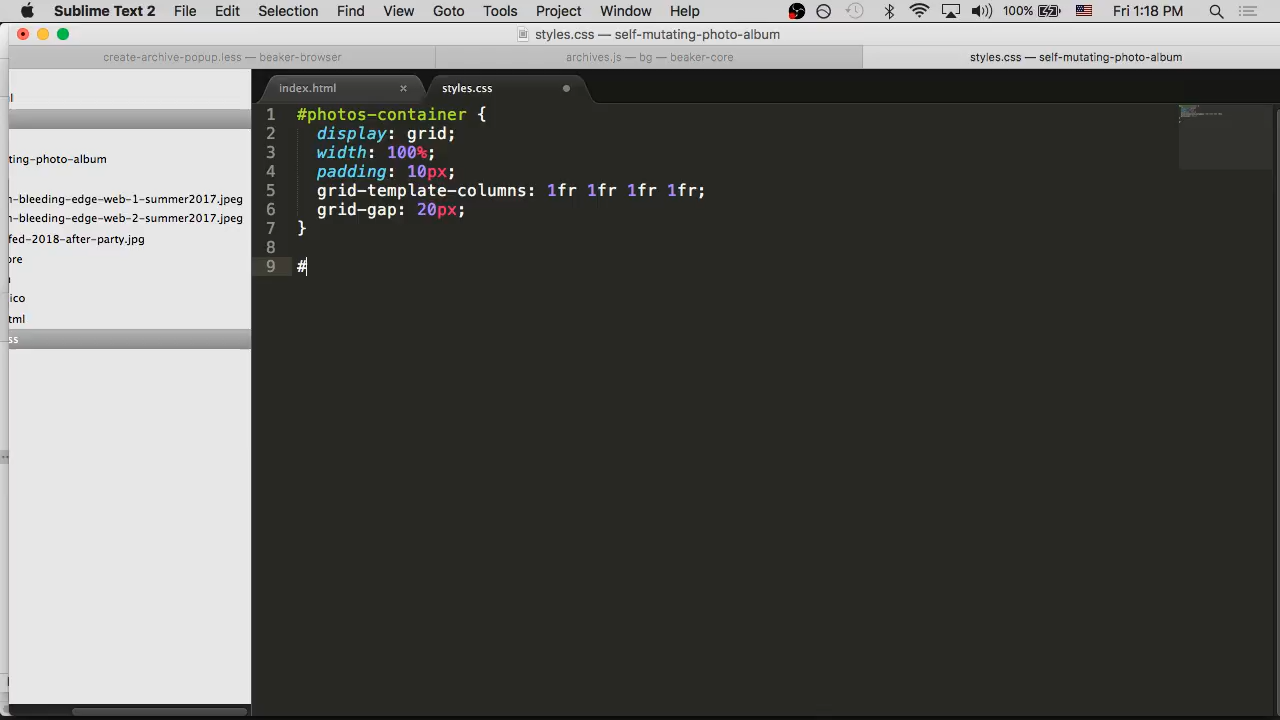 Sublime Text 2 File Edit Selection Find View Goto Tools Project Window Help 100% Fri 1:18 PM
styles.css — self-mutating-photo-album
create-archive-popup.less — beaker-browser archives.js — bg — beaker-core styles.css — self-mutating-photo-album
index.html × styles.css
1 #photos-container {
2 display: grid;
3 width: 100%;
4 padding: 10px;
5 grid-template-columns: 1fr 1fr 1fr 1fr;
6 grid-gap: 20px;
7 }
8
9 #
l
ting-photo-album
n-bleeding-edge-web-1-summer2017.jpeg
n-bleeding-edge-web-2-summer2017.jpeg
fed-2018-after-party.jpg
ore
ico
tml
ss